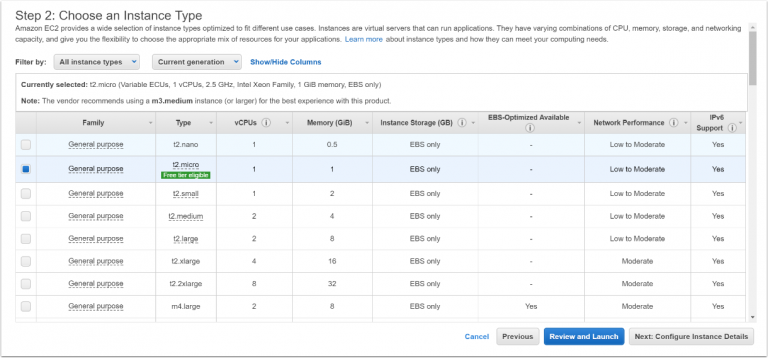 Step 2: Choose an Instance Type
Amazon EC2 provides a wide selection of instance types optimized to fit different use cases. Instances are virtual servers that can run applications. They have varying combinations of CPU, memory, storage, and networking
capacity, and give you the flexibility to choose the appropriate mix of resources for your applications. Learn more about instance types and how they can meet your computing needs.
Filter by: All instance types Current generation Show/Hide Columns
Currently selected: t2.micro (Variable ECUs, 1 vCPUs, 2.5 GHz, Intel Xeon Family, 1 GiB memory, EBS only)
Note: The vendor recommends using a m3.medium instance (or larger) for the best experience with this product.
Family Type vCPUs Memory (GiB) Instance Storage (GB) EBS-Optimized Available Network Performance IPv6 Support
General purpose t2.nano 1 0.5 EBS only - Low to Moderate Yes
General purpose t2.micro 1 1 EBS only - Low to Moderate Yes
Free tier eligible
General purpose t2.small 1 2 EBS only - Low to Moderate Yes
General purpose t2.medium 2 4 EBS only - Low to Moderate Yes
General purpose t2.large 2 8 EBS only - Low to Moderate Yes
General purpose t2.xlarge 4 16 EBS only - Moderate Yes
General purpose t2.2xlarge 8 32 EBS only - Moderate Yes
General purpose m4.large 2 8 EBS only Yes Moderate Yes
Cancel Previous Review and Launch Next: Configure Instance Details